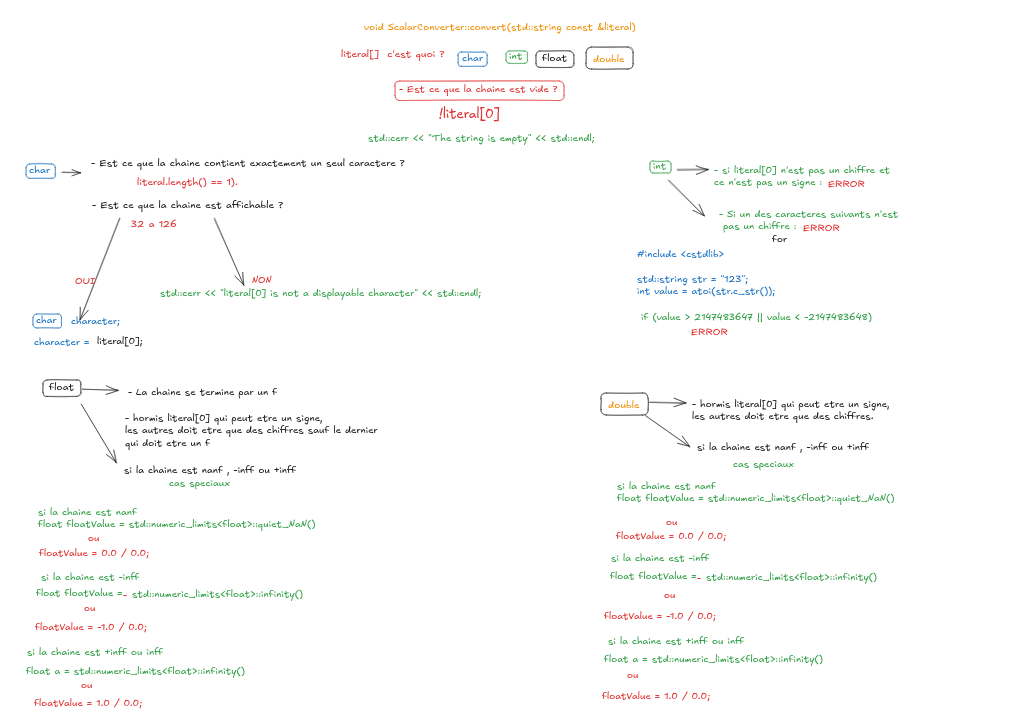 void ScalarConverter::convert(std::string const &literal)
literal[] c'est quoi ?
char
int
float
double
- Est ce que la chaine est vide ?
!literal[0]
std::cerr << "The string is empty" << std::endl;
char
- Est ce que la chaine contient exactement un seul caractere ?
literal.length() == 1).
- Est ce que la chaine est affichable ?
32 a 126
OUI
NON
std::cerr << "literal[0] is not a displayable character" << std::endl;
char character;
character = literal[0];
int
- si literal[0] n'est pas un chiffre et
ce n'est pas un signe : ERROR
- Si un des caracteres suivants n'est
pas un chiffre : ERROR
for
#include <cstdlib>
std::string str = "123";
int value = atoi(str.c_str());
if (value > 2147483647 || value < -2147483648)
ERROR
float
- La chaine se termine par un f
- hormis literal[0] qui peut etre un signe,
les autres doit etre que des chiffres sauf le dernier
qui doit etre un f
si la chaine est nanf , -inff ou +inff
cas speciaux
si la chaine est nanf
float floatValue = std::numeric_limits<float>::quiet_NaN()
ou
floatValue = 0.0 / 0.0;
si la chaine est -inff
float floatValue =- std::numeric_limits<float>::infinity()
ou
floatValue = -1.0 / 0.0;
si la chaine est +inff ou inff
float a = std::numeric_limits<float>::infinity()
ou
floatValue = 1.0 / 0.0;
double
- hormis literal[0] qui peut etre un signe,
les autres doit etre que des chiffres.
si la chaine est nanf , -inff ou +inff
cas speciaux
si la chaine est nanf
float floatValue = std::numeric_limits<float>::quiet_NaN()
ou
floatValue = 0.0 / 0.0;
si la chaine est -inff
float floatValue =- std::numeric_limits<float>::infinity()
ou
floatValue = -1.0 / 0.0;
si la chaine est +inff ou inff
float a = std::numeric_limits<float>::infinity()
ou
floatValue = 1.0 / 0.0;